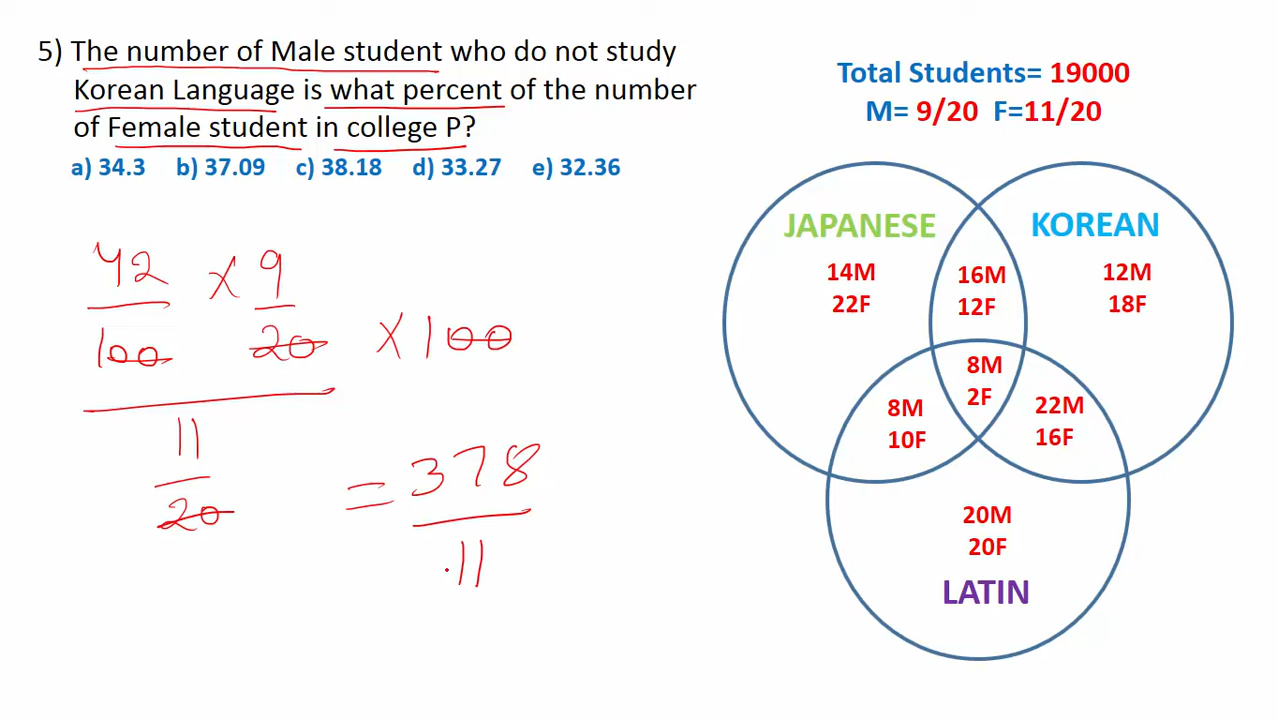 5) The number of Male student who do not study
Korean Language is what percent of the number
of Female student in college P?
a) 34.3 b) 37.09 c) 38.18 d) 33.27 e) 32.36
42 × 9
100 20 × 100
11
20
= 378
11
Total Students= 19000
M= 9/20 F=11/20
JAPANESE
KOREAN
14M
22F
16M
12F
12M
18F
8M
2F
8M
10F
22M
16F
20M
20F
LATIN